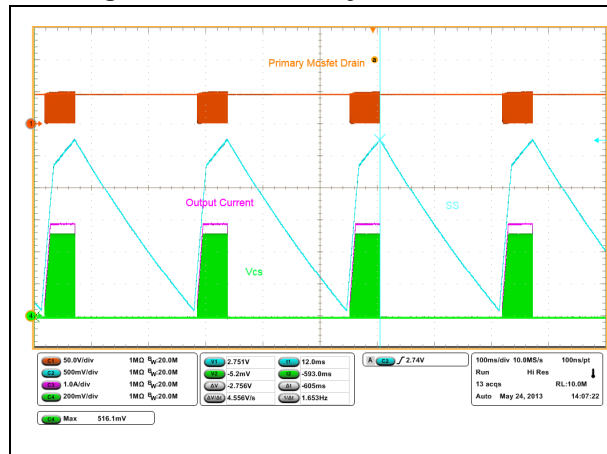 Primary Mosfet Drain
a
1
Output Current
SS
Vcs
4
C1 50.0V/div 1MΩ BW:20.0M
C2 500mV/div 1MΩ BW:20.0M
C3 1.0A/div 1MΩ BW:20.0M
C4 200mV/div 1MΩ BW:20.0M
V1 2.751V
V2 -5.2mV
ΔV -2.756V
ΔV/Δt 4.556V/s
t1 12.0ms
t2 -593.0ms
Δt -605ms
1/Δt 1.653Hz
A C2 2.74V
100ms/div 10.0MS/s 100ns/pt
Run Hi Res
13 acqs RL:10.0M
Auto May 24, 2013 14:07:22
C4 Max 516.1mV